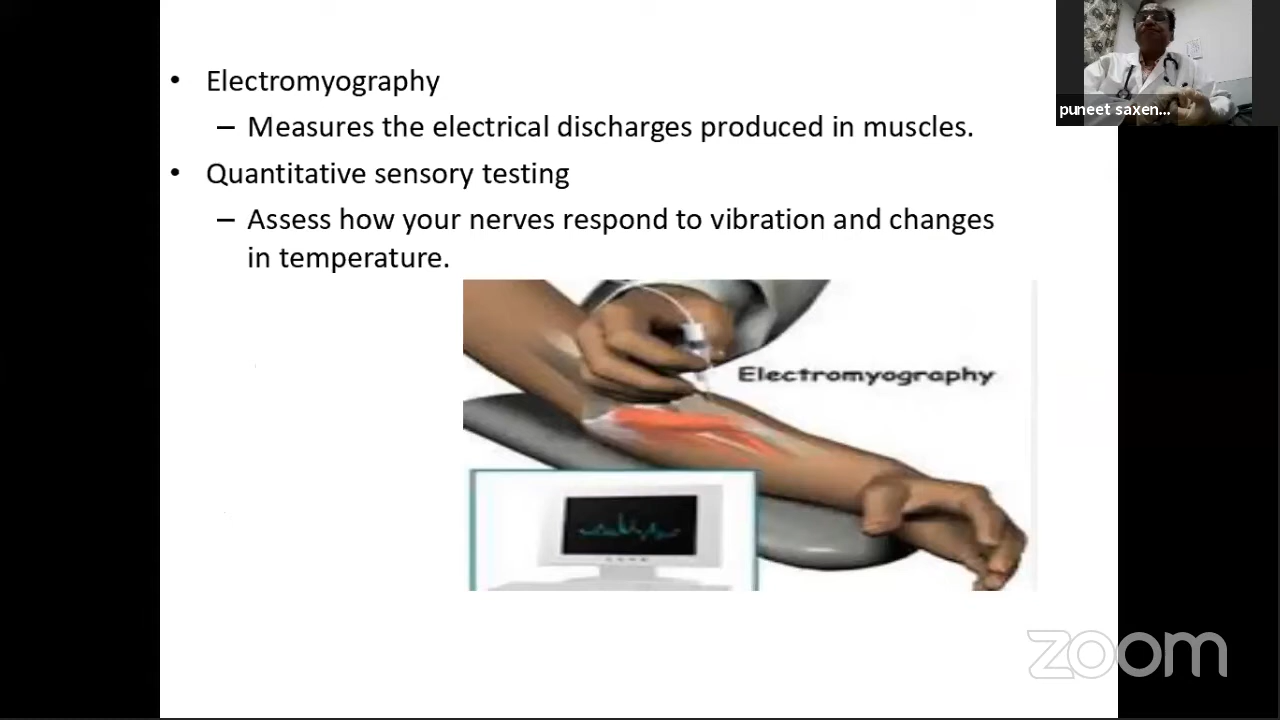 • Electromyography
– Measures the electrical discharges produced in muscles.
• Quantitative sensory testing
– Assess how your nerves respond to vibration and changes
in temperature.
Electromyography
puneet saxen...
zoom